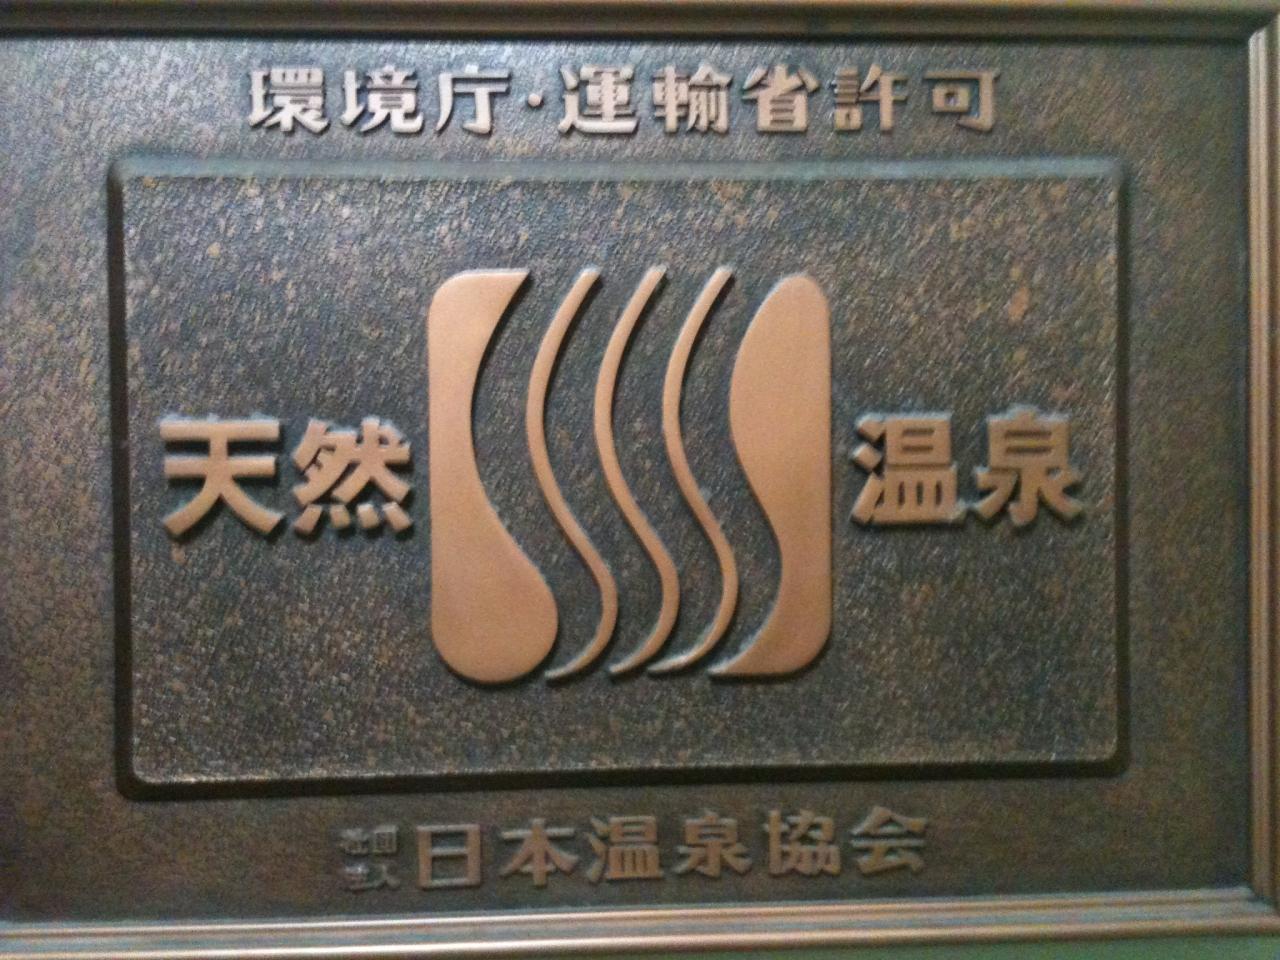 環境庁・運輸省許可
天然 温泉
社団法人 日本温泉協会